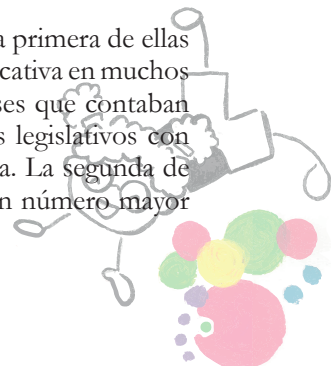 primera de ellas
cativa en muchos
ses que contaban
s legislativos con
a. La segunda de
n número mayor